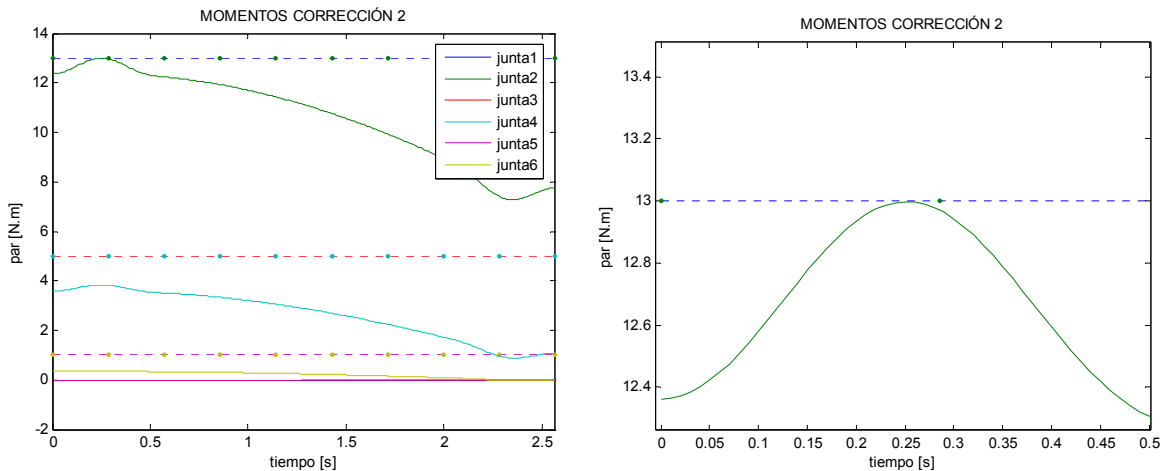 MOMENTOS CORRECCIÓN 2
14
12
10
8
6
4
2
0
-2
par [N.m]
0
0.5
1
1.5
2
2.5
tiempo [s]
junta1
junta2
junta3
junta4
junta5
junta6
MOMENTOS CORRECCIÓN 2
13.4
13.2
13
12.8
12.6
12.4
par [N.m]
0
0.05
0.1
0.15
0.2
0.25
0.3
0.35
0.4
0.45
0.5
tiempo [s]